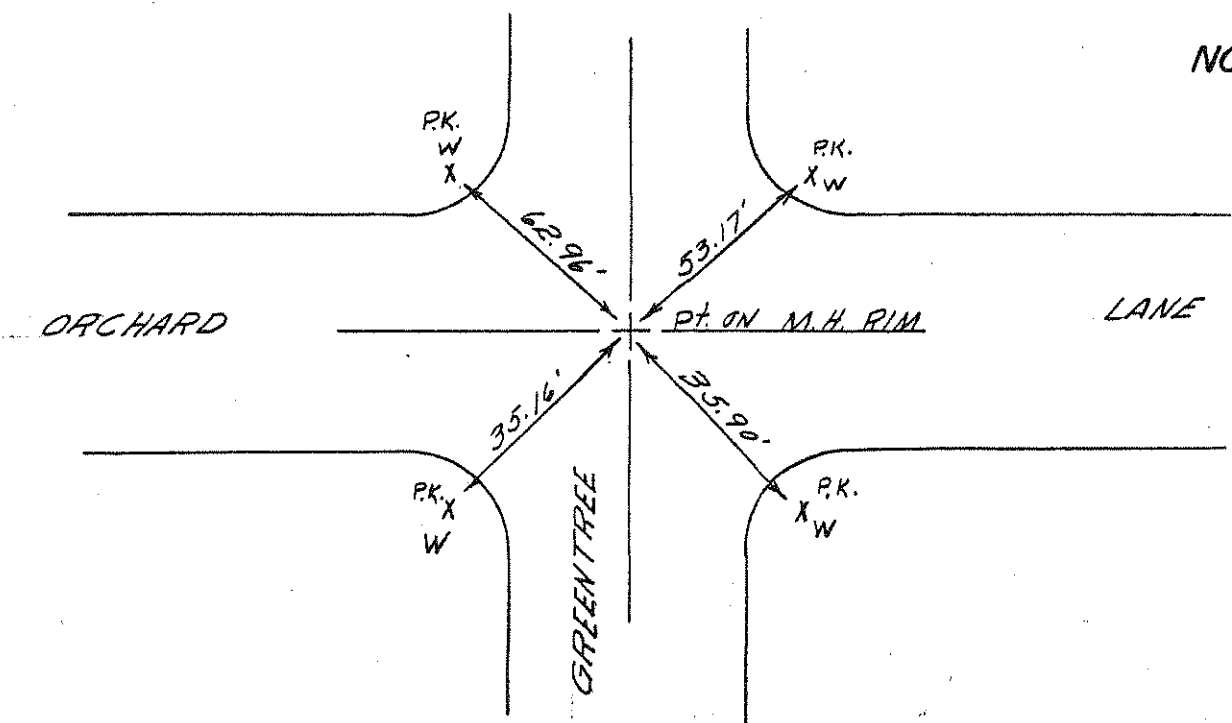 NO
P.K.
W
X
P.K.
X W
62.96'
53.17'
ORCHARD
Pt. ON M.H. RIM
LANE
35.16'
35.90'
P.K. X
W
P.K.
X W
GREENTREE